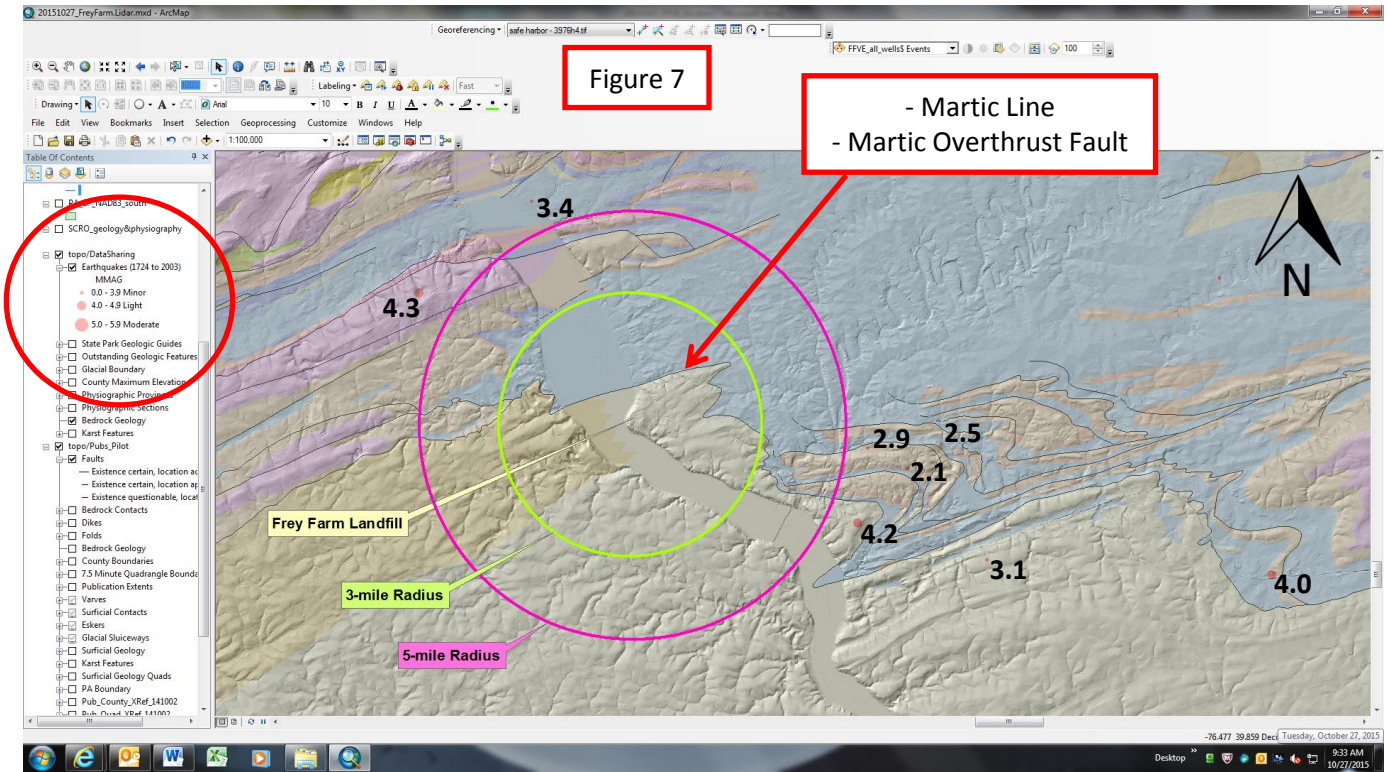 20151027_FreyFarm.Lidar.mxd - ArcMap
Georeferencing
safe harbor - 3976h4.tif
FFVE_all_wells$ Events
100
Labeling
Fast
Drawing
Arial
10
B I U A
File Edit View Bookmarks Insert Selection Geoprocessing Customize Windows Help
1:100,000
Figure 7
- Martic Line
- Martic Overthrust Fault
Table Of Contents
SCRO_geology&physiography
topo/DataSharing
Earthquakes (1724 to 2003)
MMAG
0.0 - 3.9 Minor
4.0 - 4.9 Light
5.0 - 5.9 Moderate
State Park Geologic Guides
Outstanding Geologic Features
Glacial Boundary
County Maximum Elevation
Physiographic Provinc
Physiographic Sections
Bedrock Geology
Karst Features
topo/Pubs_Pilot
Faults
Existence certain, location ac
Existence certain, location ap
Existence questionable, locat
Bedrock Contacts
Dikes
Folds
Bedrock Geology
County Boundaries
7.5 Minute Quadrangle Bounda
Publication Extents
Varves
Surficial Contacts
Eskers
Glacial Sluiceways
Surficial Geology
Karst Features
Surficial Geology Quads
PA Boundary
Pub_County_XRef_141002
Pub_Quad_XRef_141002
3.4
4.3
N
2.9
2.5
2.1
4.2
3.1
4.0
Frey Farm Landfill
3-mile Radius
5-mile Radius
-76.477 39.859 Deci
Tuesday, October 27, 2015
Desktop
9:33 AM
10/27/2015